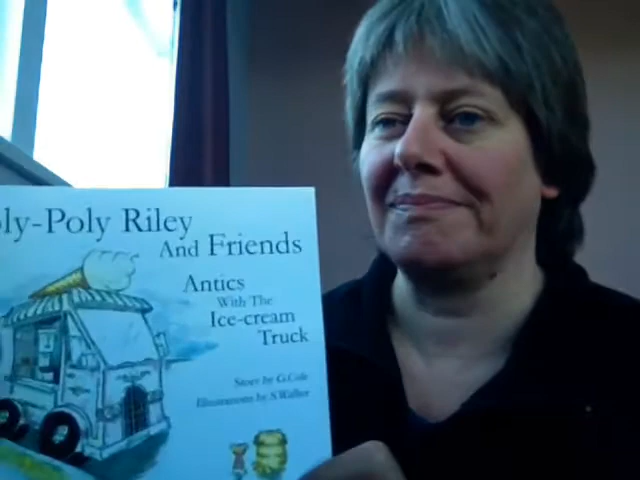 oly-Poly Riley
And Friends
Antics
With The
Ice-cream
Truck
Story by G.Cole
Illustrations by S.Walker